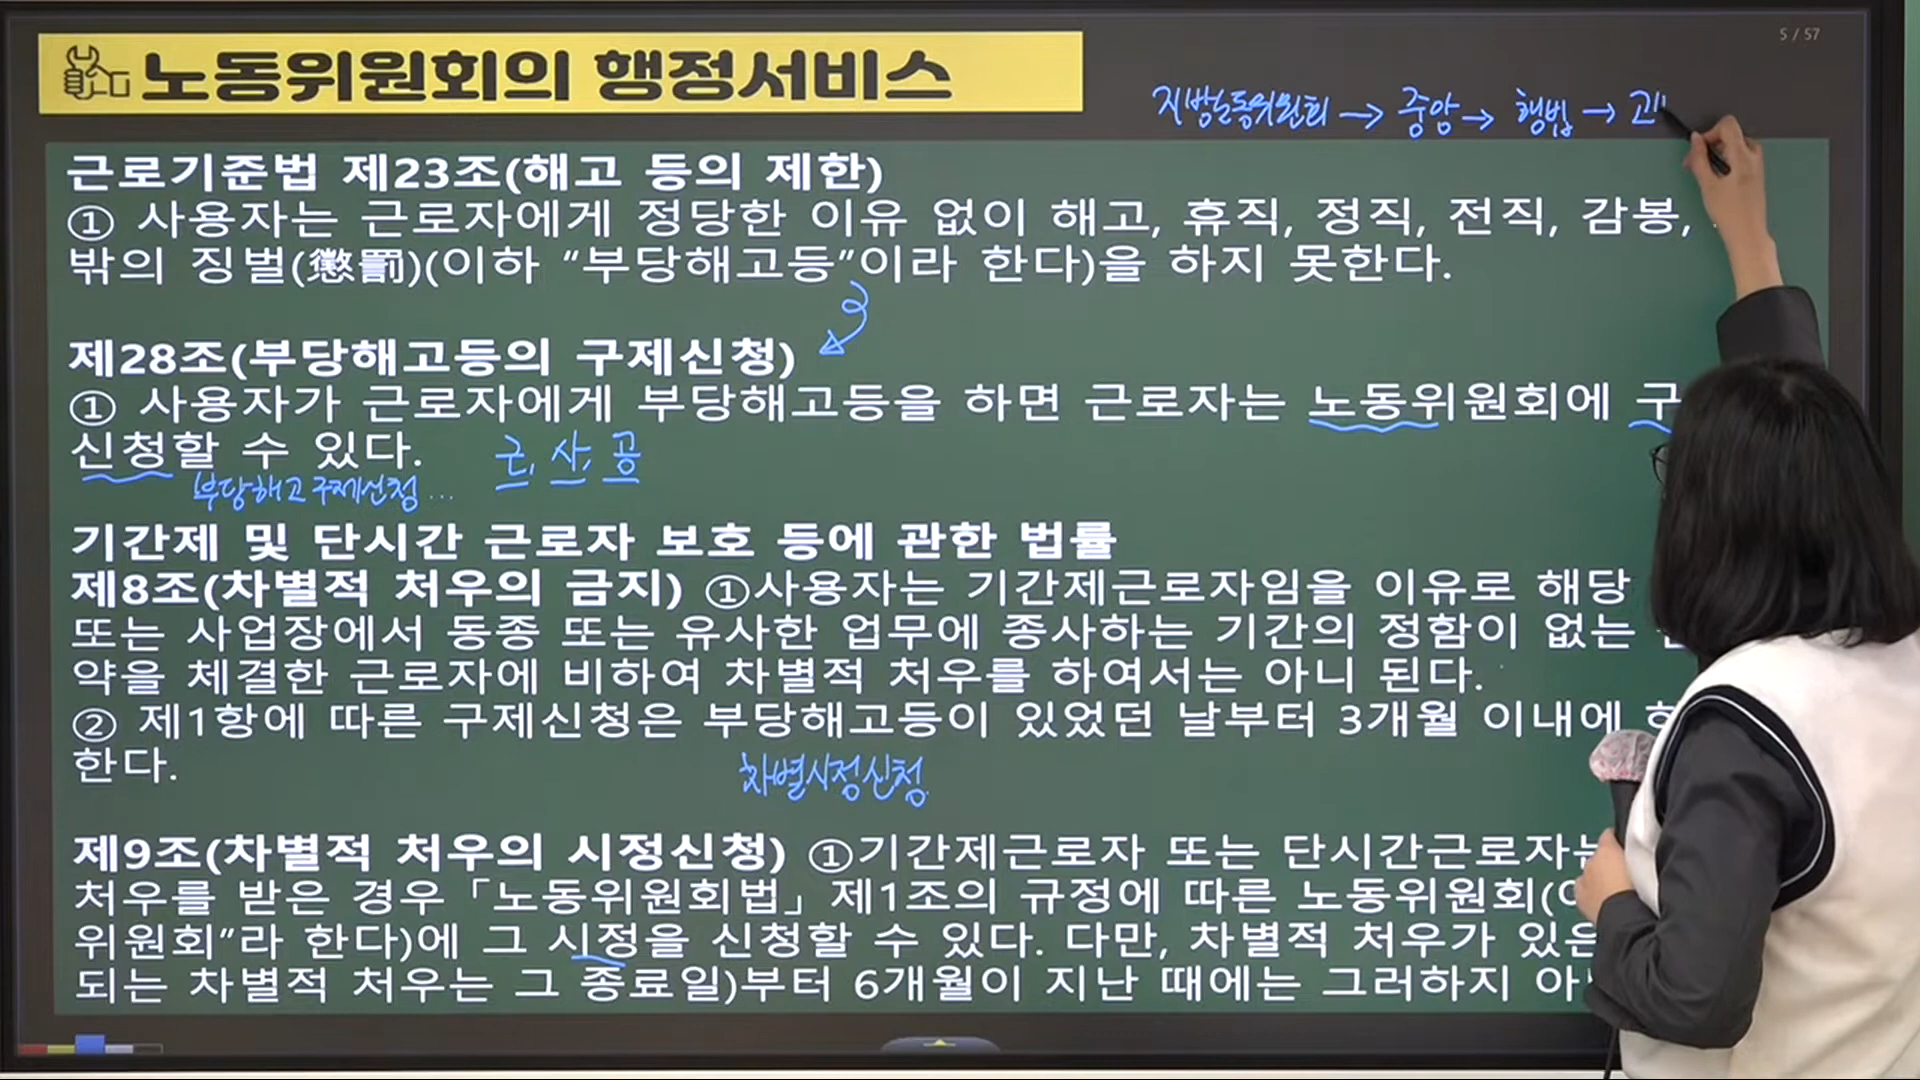 5 / 57
노동위원회의 행정서비스
지방노동위원회 → 중앙 → 행법 →
근로기준법 제23조(해고 등의 제한)
① 사용자는 근로자에게 정당한 이유 없이 해고, 휴직, 정직, 전직, 감봉,
밖의 징벌(懲罰)(이하 “부당해고등”이라 한다)을 하지 못한다.
제28조(부당해고등의 구제신청)
① 사용자가 근로자에게 부당해고등을 하면 근로자는 노동위원회에 구
신청할 수 있다.
근, 사, 공
부당해고 구제신청 ...
기간제 및 단시간 근로자 보호 등에 관한 법률
제8조(차별적 처우의 금지) ①사용자는 기간제근로자임을 이유로 해당
또는 사업장에서 동종 또는 유사한 업무에 종사하는 기간의 정함이 없는
약을 체결한 근로자에 비하여 차별적 처우를 하여서는 아니 된다.
② 제1항에 따른 구제신청은 부당해고등이 있었던 날부터 3개월 이내에
한다.
차별시정신청
제9조(차별적 처우의 시정신청) ①기간제근로자 또는 단시간근로자는
처우를 받은 경우 「노동위원회법」 제1조의 규정에 따른 노동위원회(
위원회”라 한다)에 그 시정을 신청할 수 있다. 다만, 차별적 처우가 있은
되는 차별적 처우는 그 종료일)부터 6개월이 지난 때에는 그러하지 아